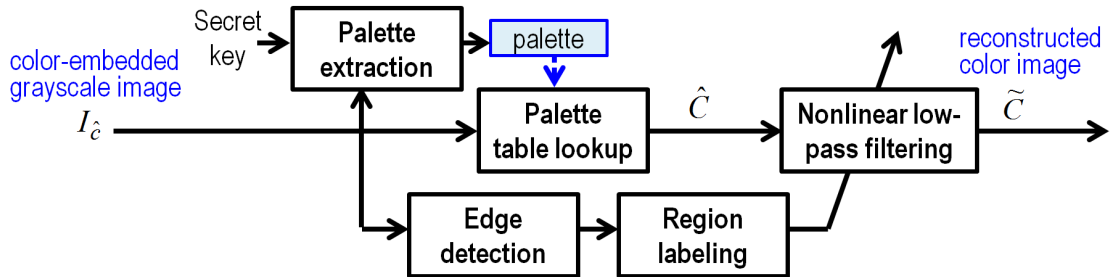 Secret
key
Palette
extraction
palette
color-embedded
grayscale image
reconstructed
color image
I_ĉ
Palette
table lookup
Ĉ
Nonlinear low-
pass filtering
C̃
Edge
detection
Region
labeling